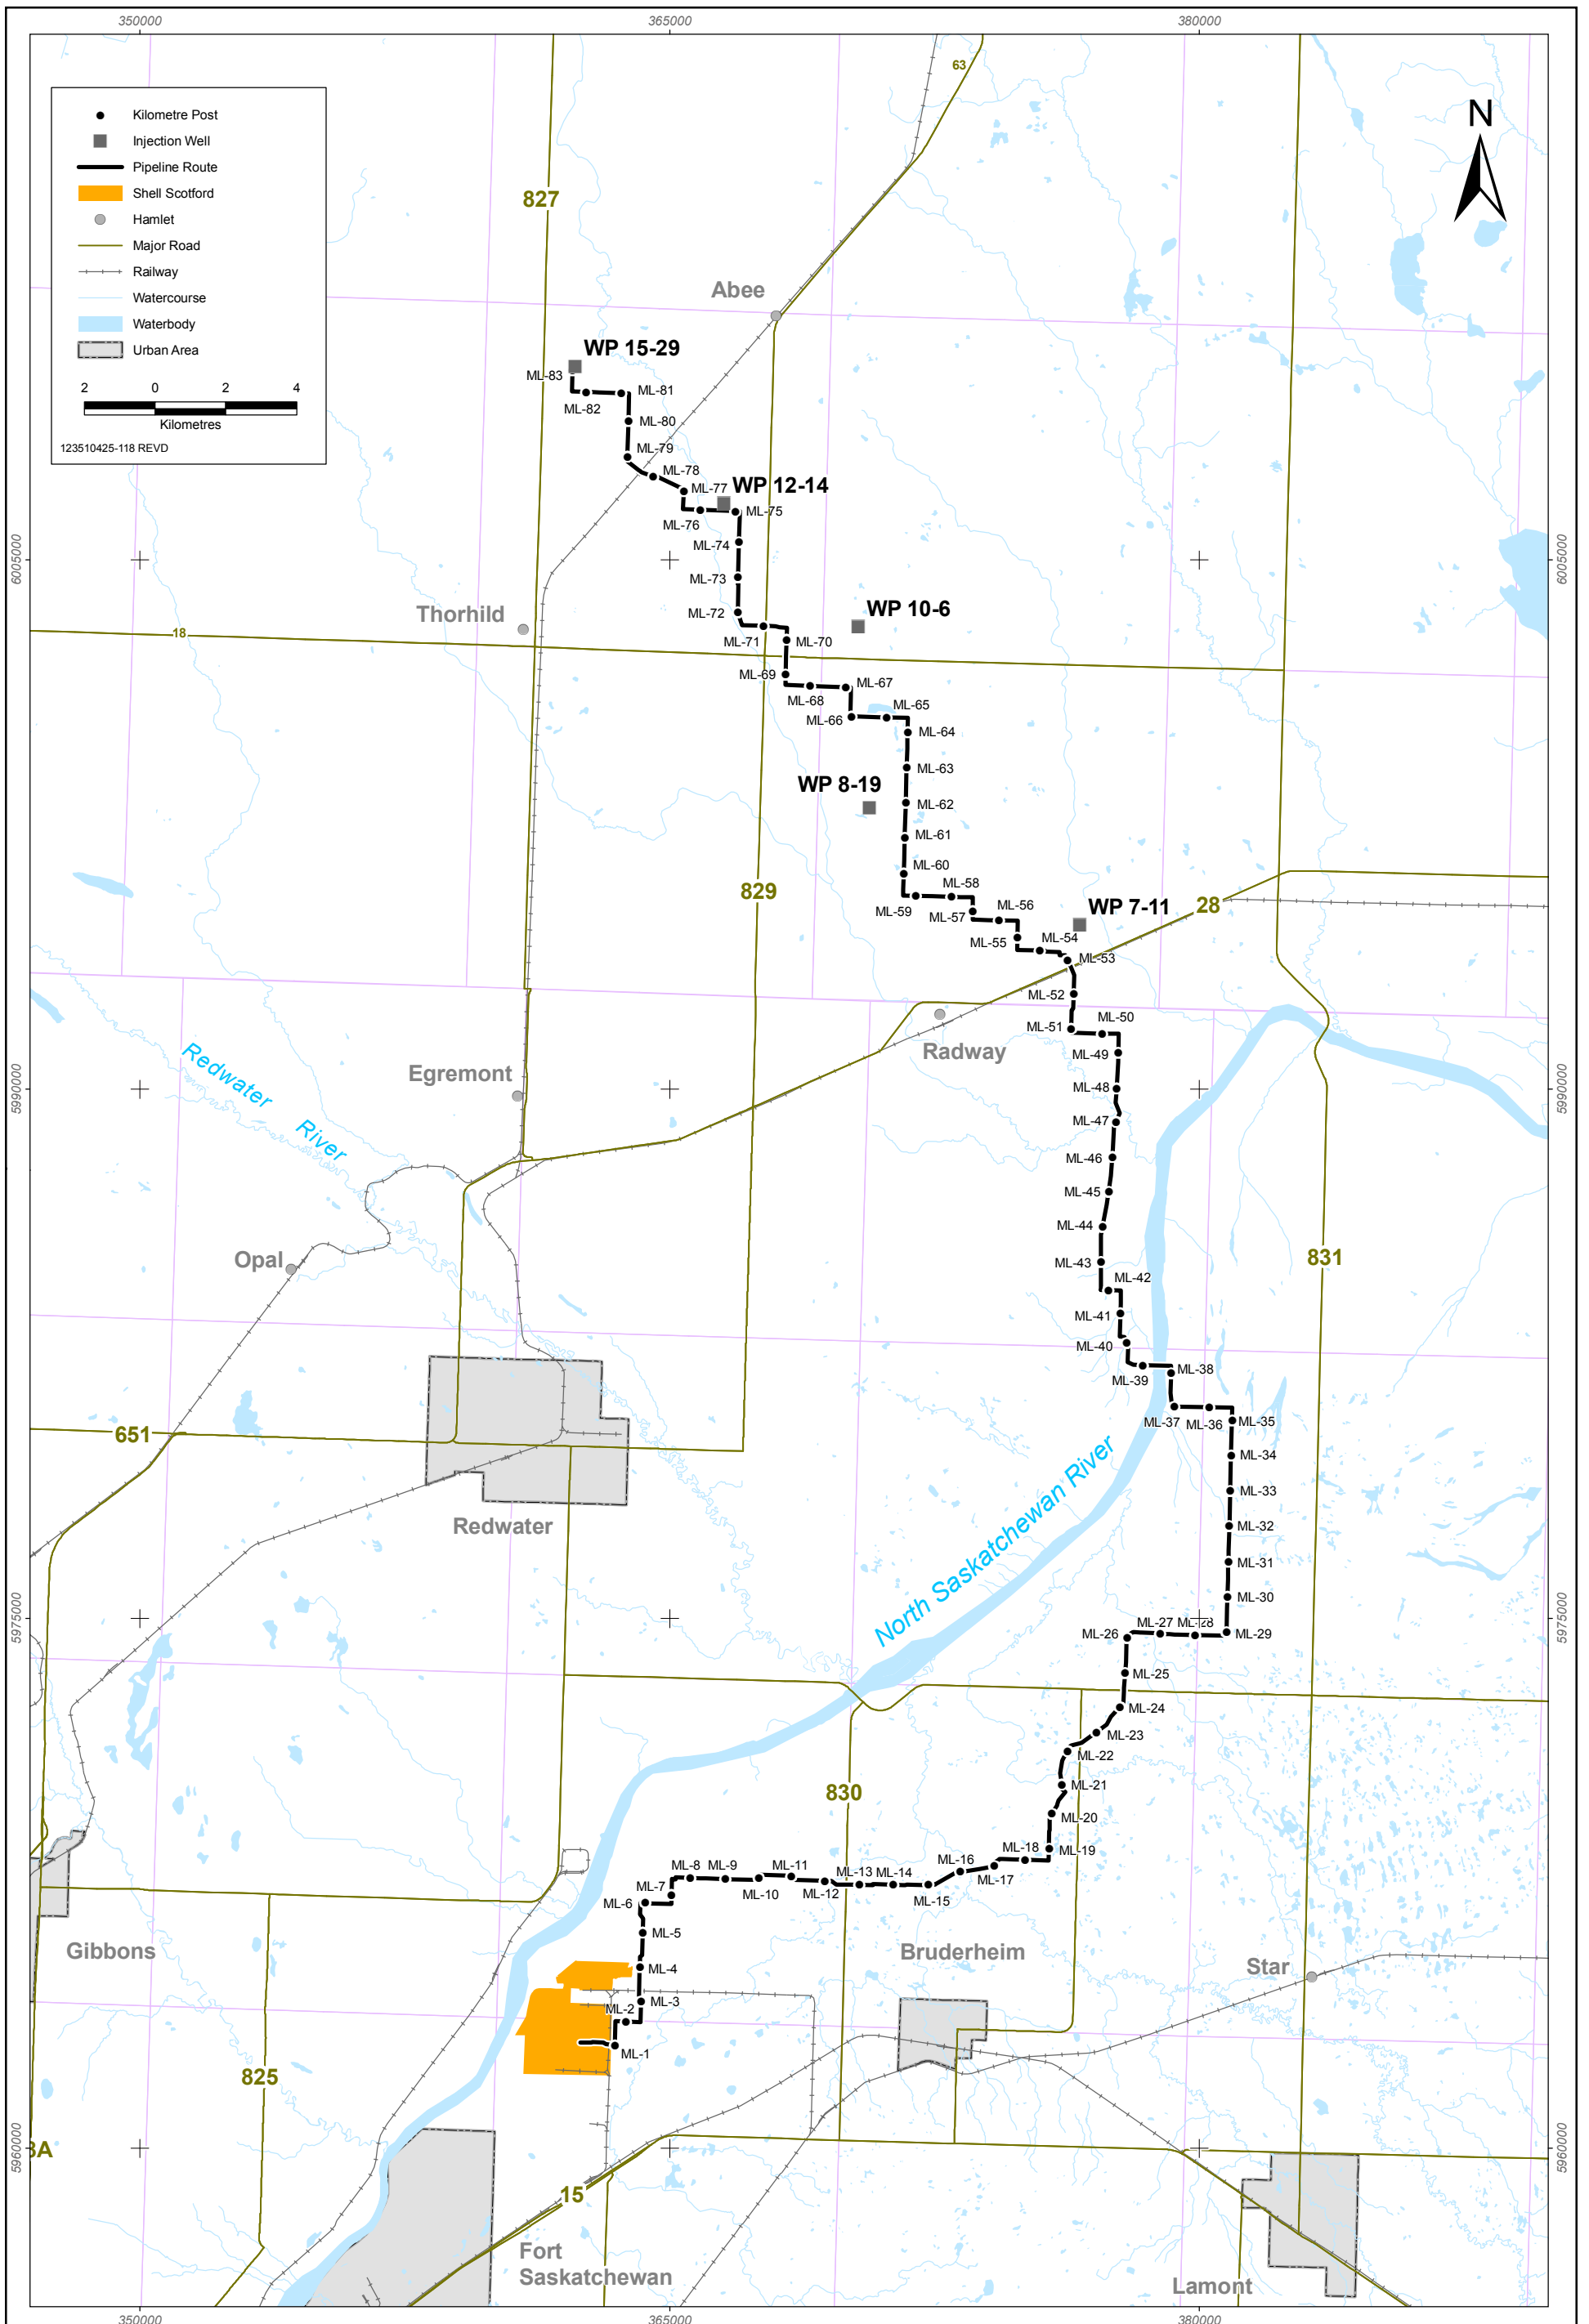 350000
365000
380000
Kilometre Post
Injection Well
Pipeline Route
Shell Scotford
Hamlet
Major Road
Railway
Watercourse
Waterbody
Urban Area
2 0 2 4
Kilometres
123510425-118 REVD
N
63
827
Abee
WP 15-29
ML-83
ML-81
ML-82
ML-80
ML-79
ML-78
ML-77
WP 12-14
ML-75
ML-76
ML-74
6005000
6005000
ML-73
Thorhild
ML-72
WP 10-6
18
ML-71
ML-70
ML-69
ML-67
ML-68
ML-65
ML-66
ML-64
ML-63
WP 8-19
ML-62
ML-61
ML-60
829
ML-58
ML-59
ML-57
ML-56
WP 7-11
28
ML-55
ML-54
ML-53
ML-52
ML-51
ML-50
Radway
ML-49
Redwater
River
Egremont
5990000
5990000
ML-48
ML-47
ML-46
ML-45
ML-44
Opal
ML-43
831
ML-42
ML-41
ML-40
ML-39
ML-38
ML-37
ML-36
ML-35
651
ML-34
ML-33
Redwater
ML-32
North Saskatchewan River
ML-31
ML-30
5975000
5975000
ML-26
ML-27
ML-28
ML-29
ML-25
ML-24
ML-23
ML-22
830
ML-21
ML-20
ML-19
ML-18
ML-17
ML-16
ML-8
ML-9
ML-11
ML-13
ML-14
ML-7
ML-10
ML-12
ML-15
ML-6
ML-5
Gibbons
Bruderheim
Star
ML-4
ML-3
ML-2
ML-1
825
5960000
5960000
3A
15
Fort
Saskatchewan
Lamont
350000
365000
380000